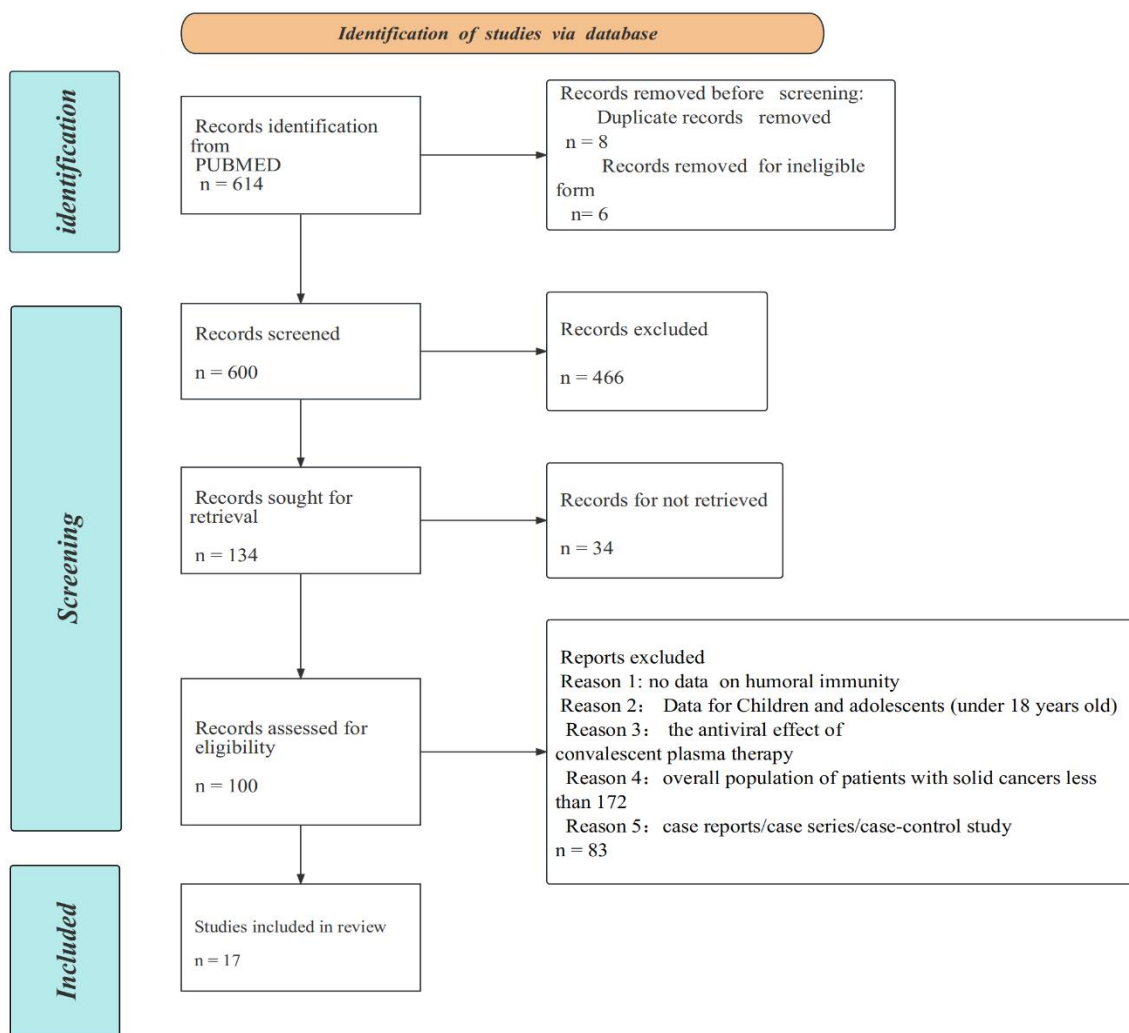 Identification of studies via database
identification
Records identification
from
PUBMED
n = 614
Records removed before screening:
Duplicate records removed
n = 8
Records removed for ineligible
form
n= 6
Screening
Records screened
n = 600
Records excluded
n = 466
Records sought for
retrieval
n = 134
Records for not retrieved
n = 34
Records assessed for
eligibility
n = 100
Reports excluded
Reason 1: no data on humoral immunity
Reason 2： Data for Children and adolescents (under 18 years old)
Reason 3： the antiviral effect of
convalescent plasma therapy
Reason 4：overall population of patients with solid cancers less
than 172
Reason 5：case reports/case series/case-control study
n = 83
Included
Studies included in review
n = 17